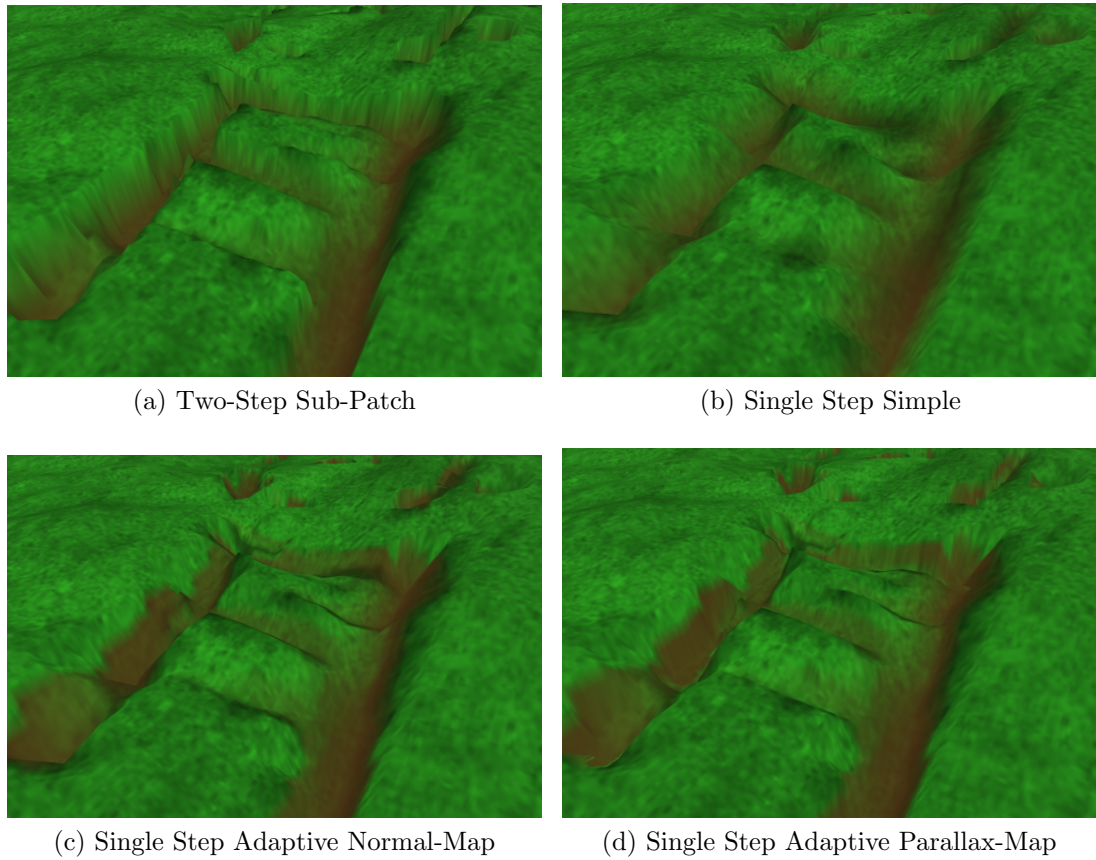 (a) Two-Step Sub-Patch
(b) Single Step Simple
(c) Single Step Adaptive Normal-Map
(d) Single Step Adaptive Parallax-Map